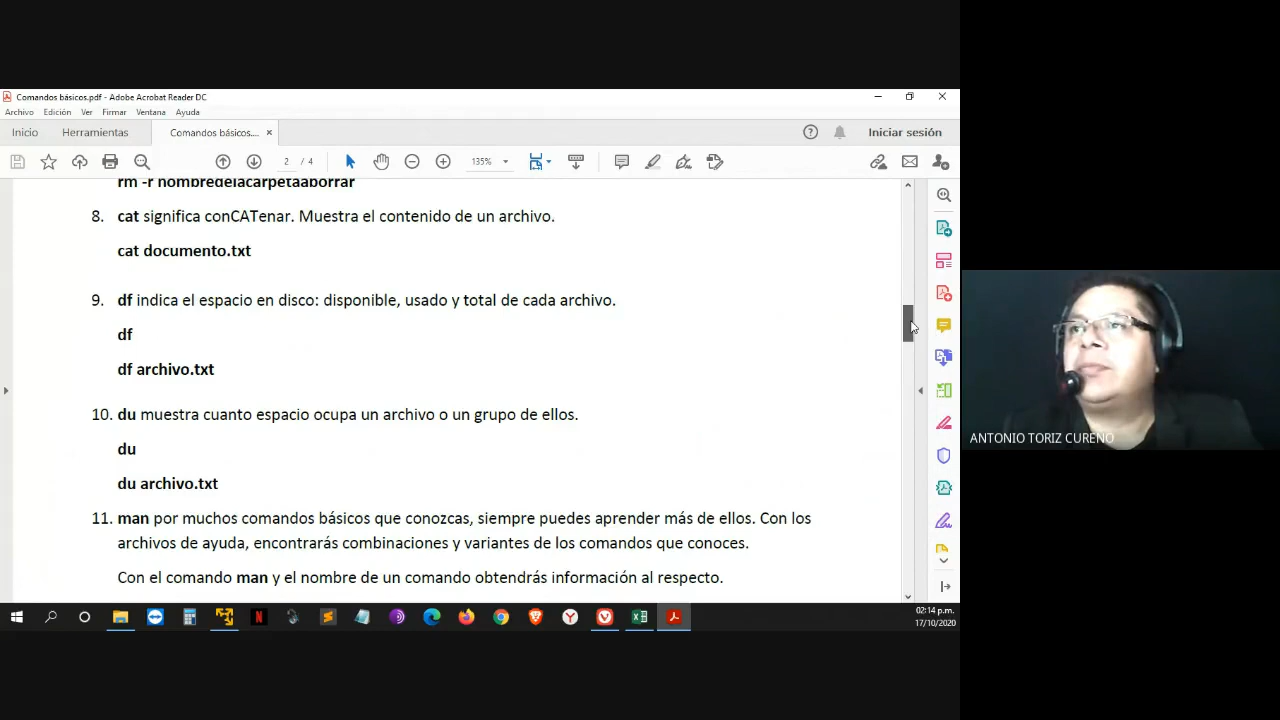 Comandos básicos.pdf - Adobe Acrobat Reader DC
Archivo Edición Ver Firmar Ventana Ayuda
Inicio Herramientas Comandos básicos.... × Iniciar sesión
2 / 4 135%
rm -r nombredelacarpetaaborrar
8. cat significa conCATenar. Muestra el contenido de un archivo.
cat documento.txt
9. df indica el espacio en disco: disponible, usado y total de cada archivo.
df
df archivo.txt
10. du muestra cuanto espacio ocupa un archivo o un grupo de ellos.
du
du archivo.txt
11. man por muchos comandos básicos que conozcas, siempre puedes aprender más de ellos. Con los
archivos de ayuda, encontrarás combinaciones y variantes de los comandos que conoces.
Con el comando man y el nombre de un comando obtendrás información al respecto.
ANTONIO TORIZ CUREÑO
02:14 p.m.
17/10/2020